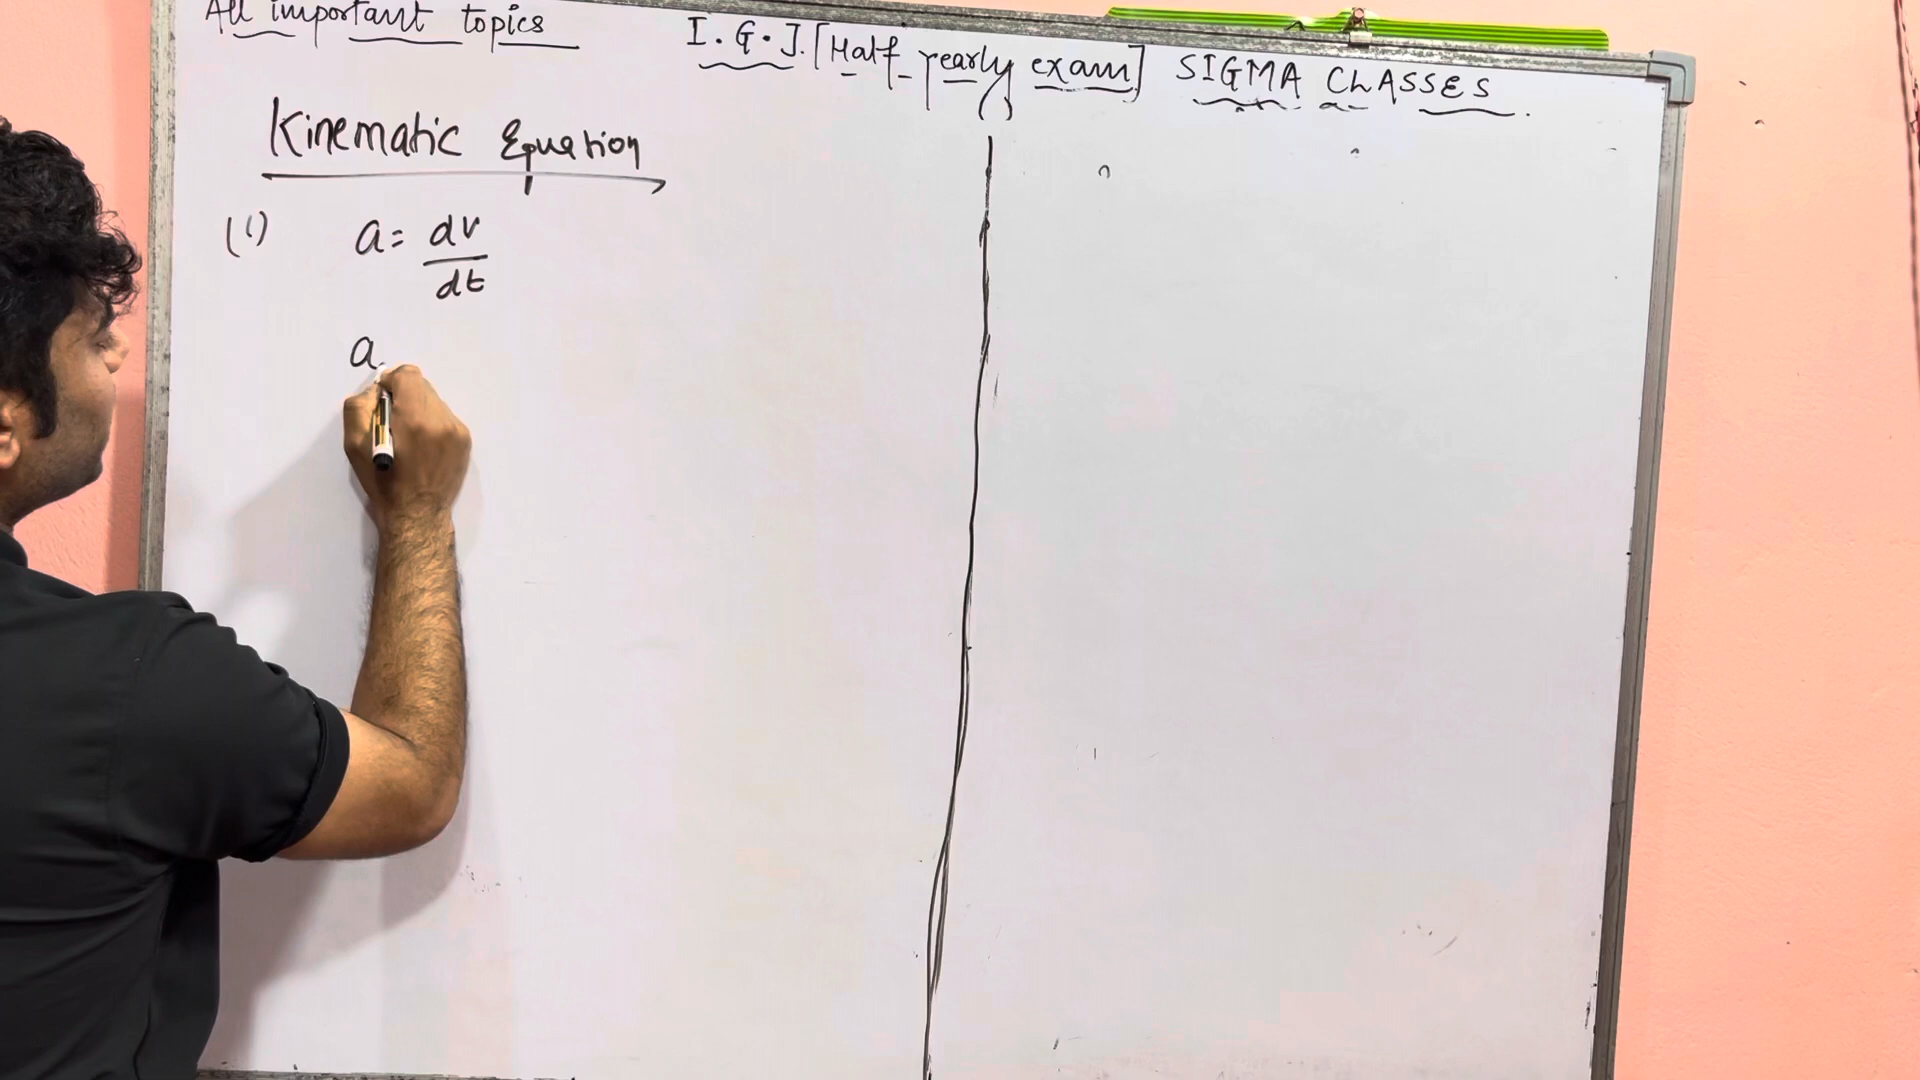 All important topics
I.G.J. [Half yearly exam] SIGMA CLASSES.
Kinematic Equation
(1) a = dv/dt
a